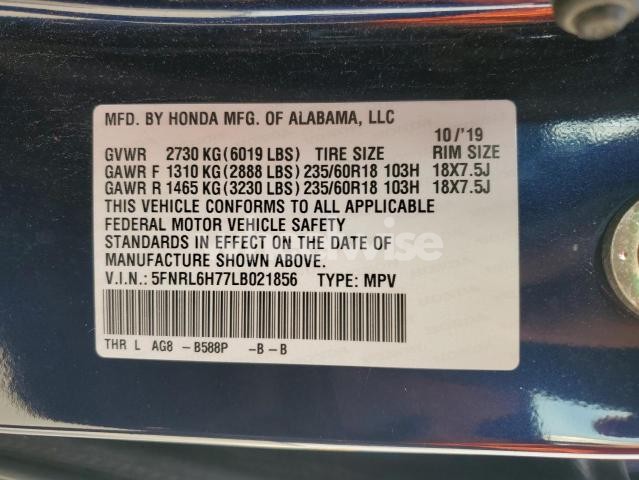 MFD. BY HONDA MFG. OF ALABAMA, LLC
10/'19
GVWR 2730 KG(6019 LBS) TIRE SIZE RIM SIZE
GAWR F 1310 KG(2888 LBS) 235/60R18 103H 18X7.5J
GAWR R 1465 KG(3230 LBS) 235/60R18 103H 18X7.5J
THIS VEHICLE CONFORMS TO ALL APPLICABLE
FEDERAL MOTOR VEHICLE SAFETY
STANDARDS IN EFFECT ON THE DATE OF
MANUFACTURE SHOWN ABOVE.
V.I.N.: 5FNRL6H77LB021856 TYPE: MPV
THR L AG8 -B588P -B-B